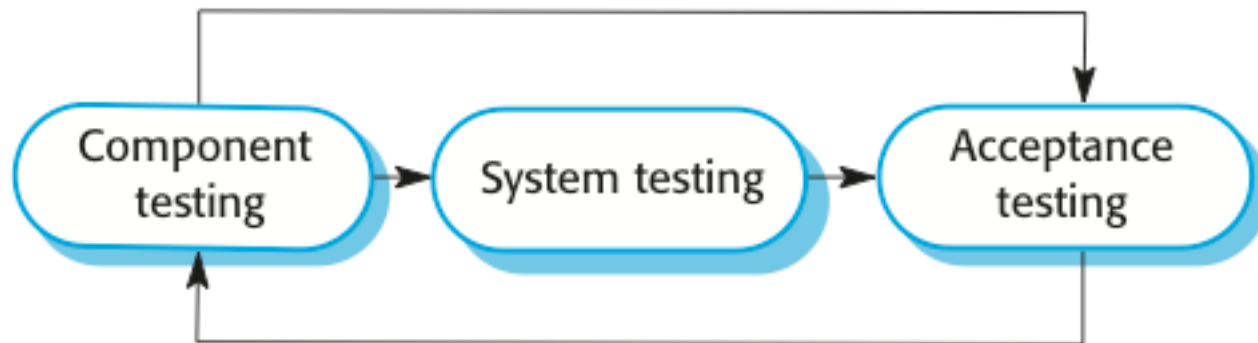 Component
testing
System testing
Acceptance
testing